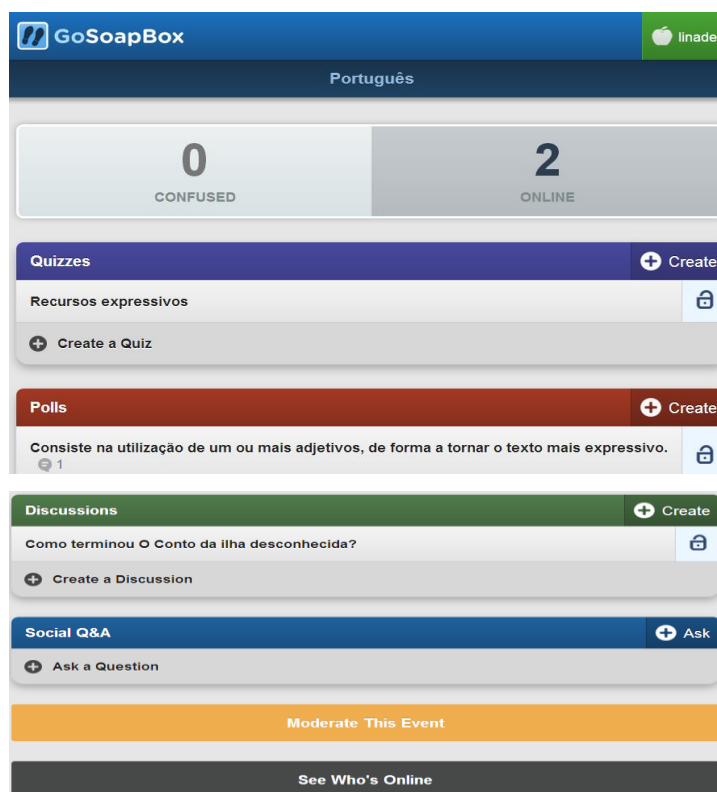 GoSoapBox
linade
Português
0
2
CONFUSED
ONLINE
Quizzes
Create
Recursos expressivos
Create a Quiz
Polls
Create
Consiste na utilização de um ou mais adjetivos, de forma a tornar o texto mais expressivo.
1
Discussions
Create
Como terminou O Conto da ilha desconhecida?
Create a Discussion
Social Q&A
Ask
Ask a Question
Moderate This Event
See Who's Online